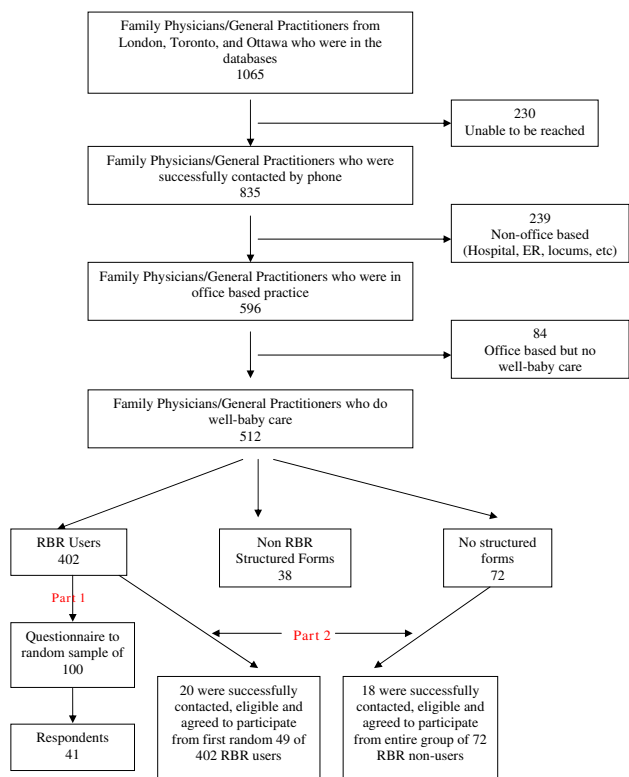 Family Physicians/General Practitioners from
London, Toronto, and Ottawa who were in the
databases
1065
230
Unable to be reached
Family Physicians/General Practitioners who were
successfully contacted by phone
835
239
Non-office based
(Hospital, ER, locums, etc)
Family Physicians/General Practitioners who were in
office based practice
596
84
Office based but no
well-baby care
Family Physicians/General Practitioners who do
well-baby care
512
RBR Users
402
Non RBR
Structured Forms
38
No structured
forms
72
Part 1
Part 2
Questionnaire to
random sample of
100
Respondents
41
20 were successfully
contacted, eligible and
agreed to participate
from first random 49 of
402 RBR users
18 were successfully
contacted, eligible and
agreed to participate
from entire group of 72
RBR non-users